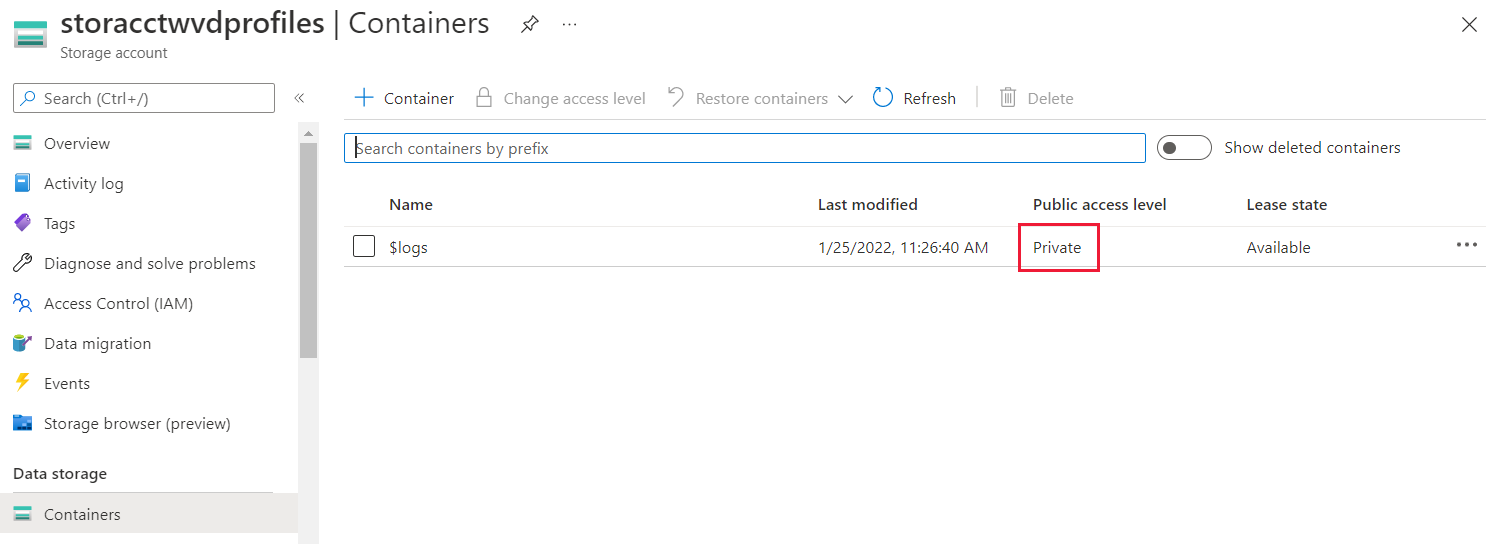 storacctwvdprofiles | Containers ...
Storage account
Search (Ctrl+/) «
Overview
Activity log
Tags
Diagnose and solve problems
Access Control (IAM)
Data migration
Events
Storage browser (preview)
Data storage
Containers
+ Container Change access level Restore containers Refresh Delete
Search containers by prefix Show deleted containers
Name Last modified Public access level Lease state
$logs 1/25/2022, 11:26:40 AM Private Available ...